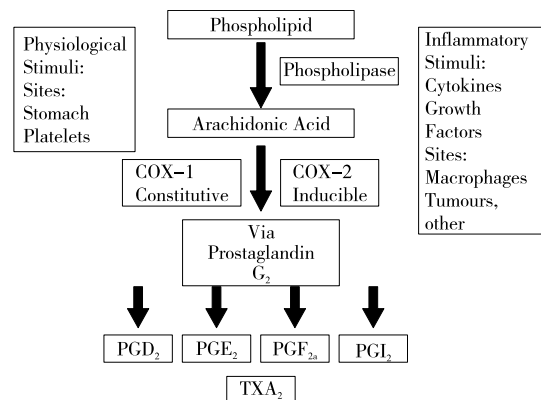 Phospholipid
Physiological
Stimuli:
Sites:
Stomach
Platelets
Phospholipase
Inflammatory
Stimuli:
Cytokines
Growth
Factors
Sites:
Macrophages
Tumours,
other
Arachidonic Acid
COX-1
Constitutive
COX-2
Inducible
Via
Prostaglandin
G₂
PGD₂
PGE₂
PGF₂ₐ
PGI₂
TXA₂